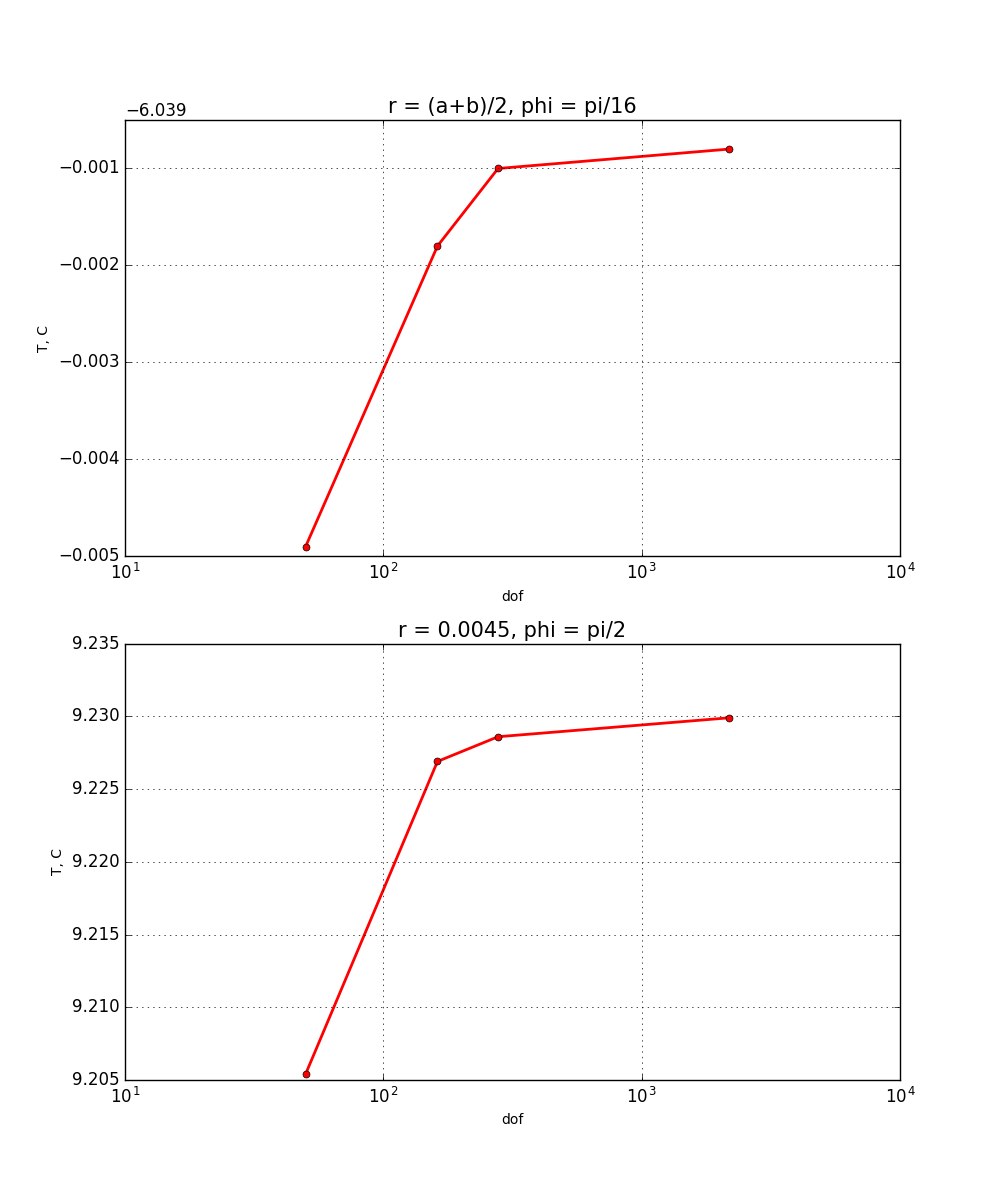 r = (a+b)/2, phi = pi/16
−6.039
−0.001
−0.002
−0.003
−0.004
−0.005
T, C
10¹ 10² 10³ 10⁴
dof
r = 0.0045, phi = pi/2
9.235
9.230
9.225
9.220
9.215
9.210
9.205
T, C
10¹ 10² 10³ 10⁴
dof